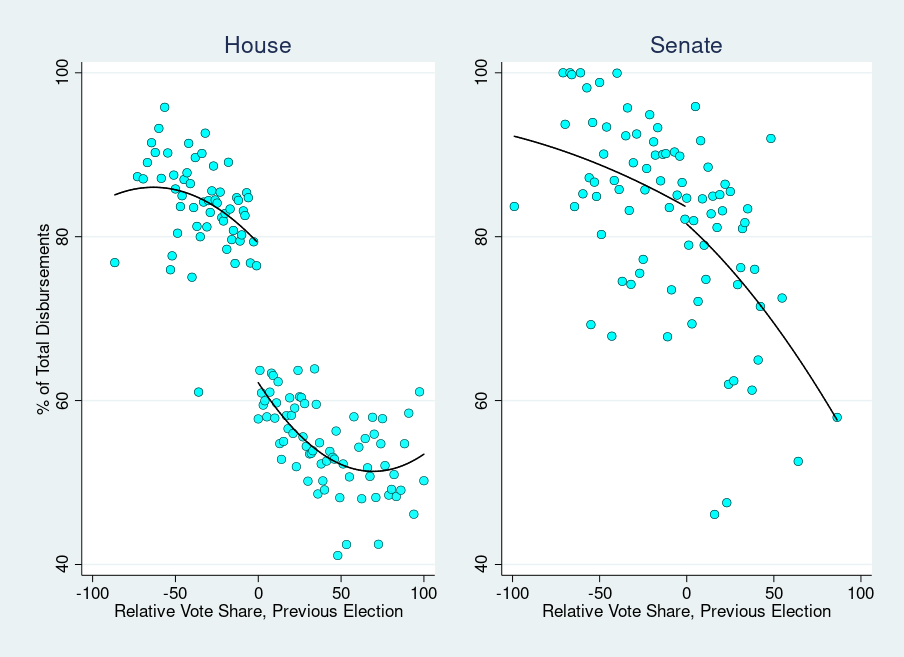 House
Senate
% of Total Disbursements
100
80
60
40
-100 -50 0 50 100
Relative Vote Share, Previous Election
100
80
60
40
-100 -50 0 50 100
Relative Vote Share, Previous Election